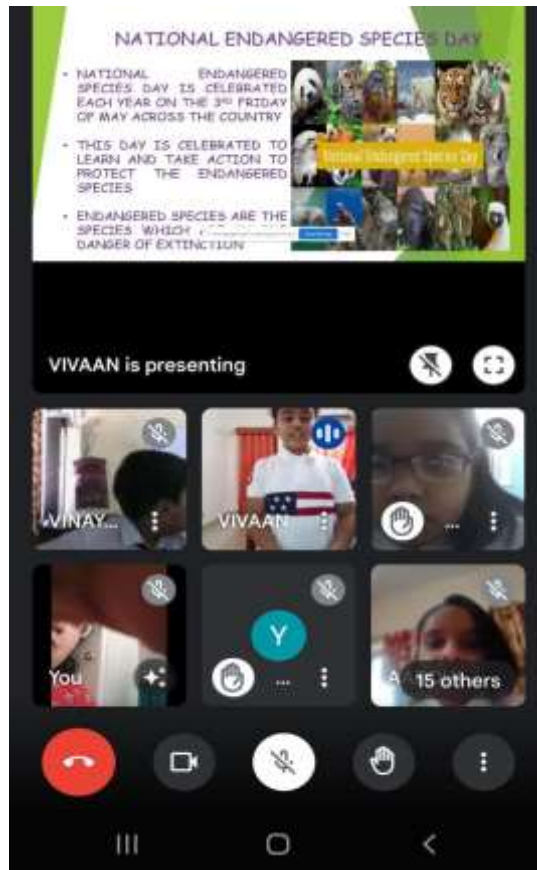 NATIONAL ENDANGERED SPECIES DAY
• NATIONAL ENDANGERED
SPECIES DAY IS CELEBRATED
EACH YEAR ON THE 3RD FRIDAY
OF MAY ACROSS THE COUNTRY
• THIS DAY IS CELEBRATED TO
LEARN AND TAKE ACTION TO
PROTECT THE ENDANGERED
SPECIES
• ENDANGERED SPECIES ARE THE
SPECIES WHICH
DANGER OF EXTINCTION
National Endangered Species Day
VIVAAN is presenting
VINAY...
VIVAAN
...
You
Y
...
A
15 others